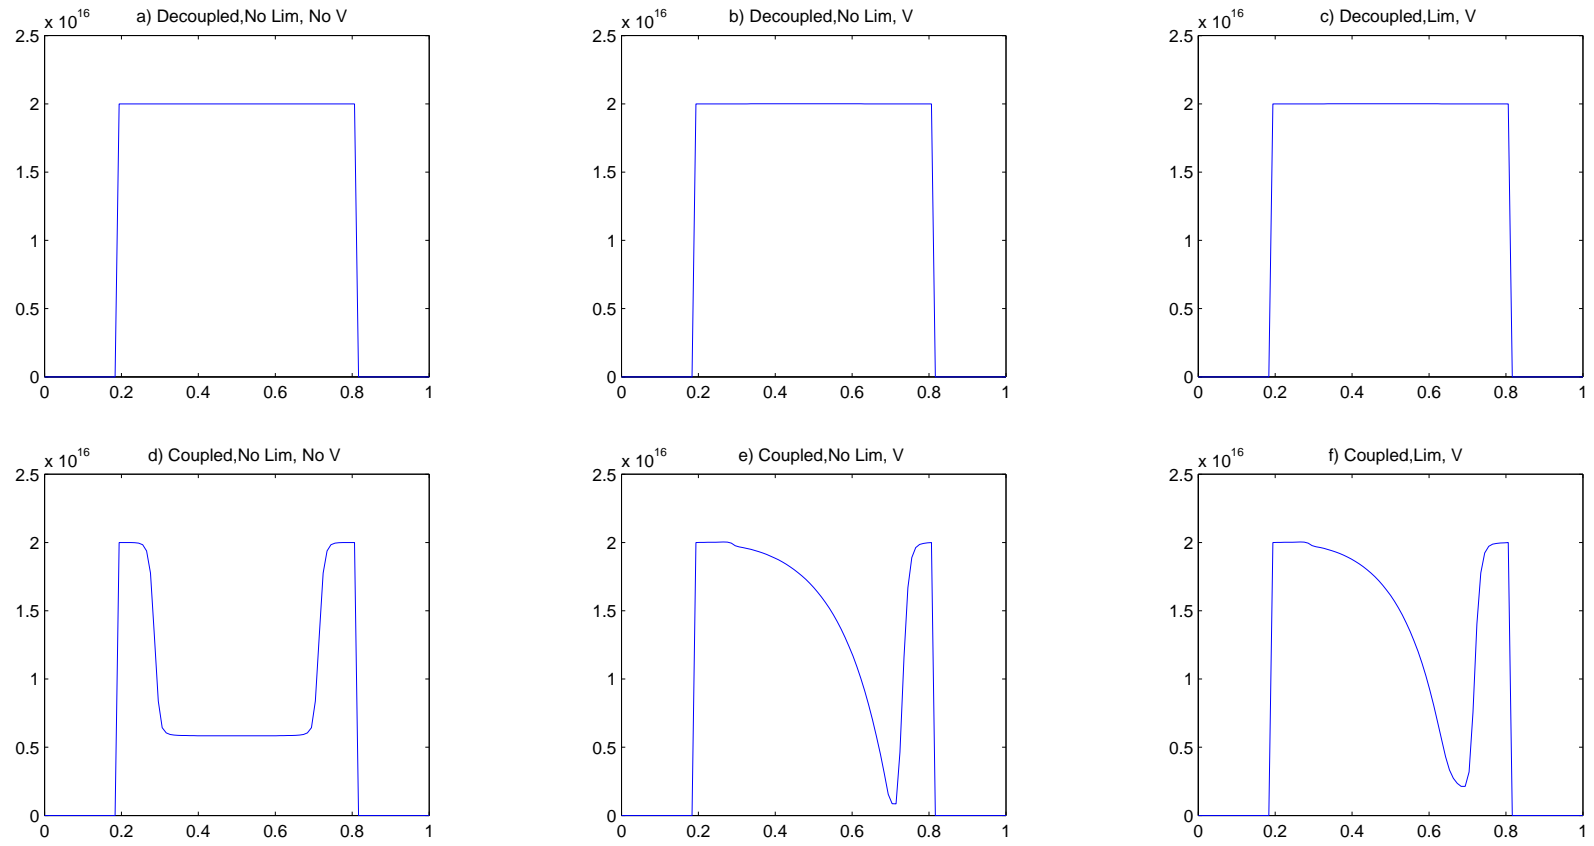 a) Decoupled,No Lim, No V
x 10^16
2.5
2
1.5
1
0.5
0
0 0.2 0.4 0.6 0.8 1
b) Decoupled,No Lim, V
x 10^16
2.5
2
1.5
1
0.5
0
0 0.2 0.4 0.6 0.8 1
c) Decoupled,Lim, V
x 10^16
2.5
2
1.5
1
0.5
0
0 0.2 0.4 0.6 0.8 1
d) Coupled,No Lim, No V
x 10^16
2.5
2
1.5
1
0.5
0
0 0.2 0.4 0.6 0.8 1
e) Coupled,No Lim, V
x 10^16
2.5
2
1.5
1
0.5
0
0 0.2 0.4 0.6 0.8 1
f) Coupled,Lim, V
x 10^16
2.5
2
1.5
1
0.5
0
0 0.2 0.4 0.6 0.8 1